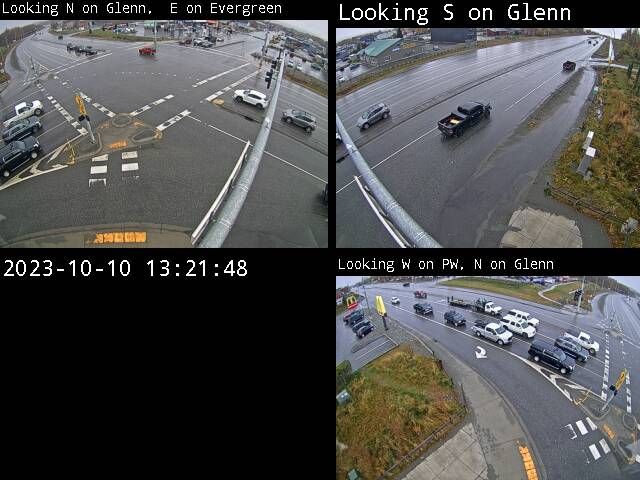 Looking N on Glenn,  E on Evergreen
Looking S on Glenn
2023-10-10 13:21:48
Looking W on PW, N on Glenn